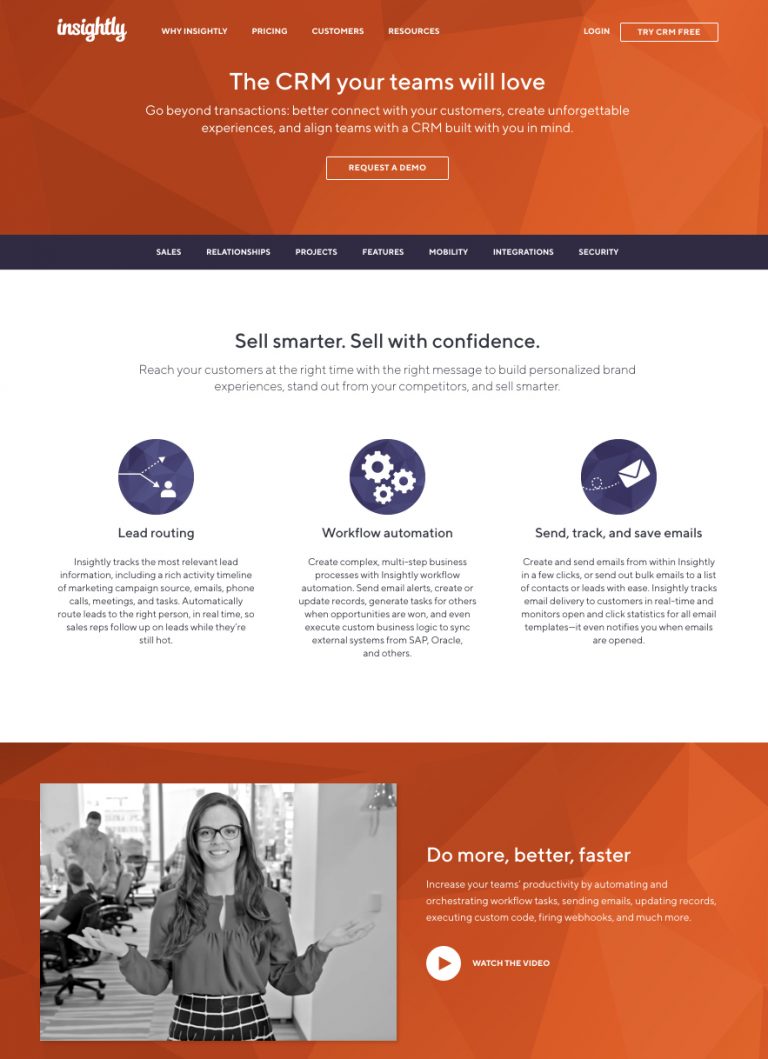 insightly WHY INSIGHTLY PRICING CUSTOMERS RESOURCES LOGIN TRY CRM FREE
The CRM your teams will love
Go beyond transactions: better connect with your customers, create unforgettable
experiences, and align teams with a CRM built with you in mind.
REQUEST A DEMO
SALES RELATIONSHIPS PROJECTS FEATURES MOBILITY INTEGRATIONS SECURITY
Sell smarter. Sell with confidence.
Reach your customers at the right time with the right message to build personalized brand
experiences, stand out from your competitors, and sell smarter.
Lead routing
Insightly tracks the most relevant lead
information, including a rich activity timeline
of marketing campaign source, emails, phone
calls, meetings, and tasks. Automatically
route leads to the right person, in real time, so
sales reps follow up on leads while they're
still hot.
Workflow automation
Create complex, multi-step business
processes with Insightly workflow
automation. Send email alerts, create or
update records, generate tasks for others
when opportunities are won, and even
execute custom business logic to sync
external systems from SAP, Oracle,
and others.
Send, track, and save emails
Create and send emails from within Insightly
in a few clicks, or send out bulk emails to a list
of contacts or leads with ease. Insightly tracks
email delivery to customers in real-time and
monitors open and click statistics for all email
templates—it even notifies you when emails
are opened.
Do more, better, faster
Increase your teams' productivity by automating and
orchestrating workflow tasks, sending emails, updating records,
executing custom code, firing webhooks, and much more.
WATCH THE VIDEO